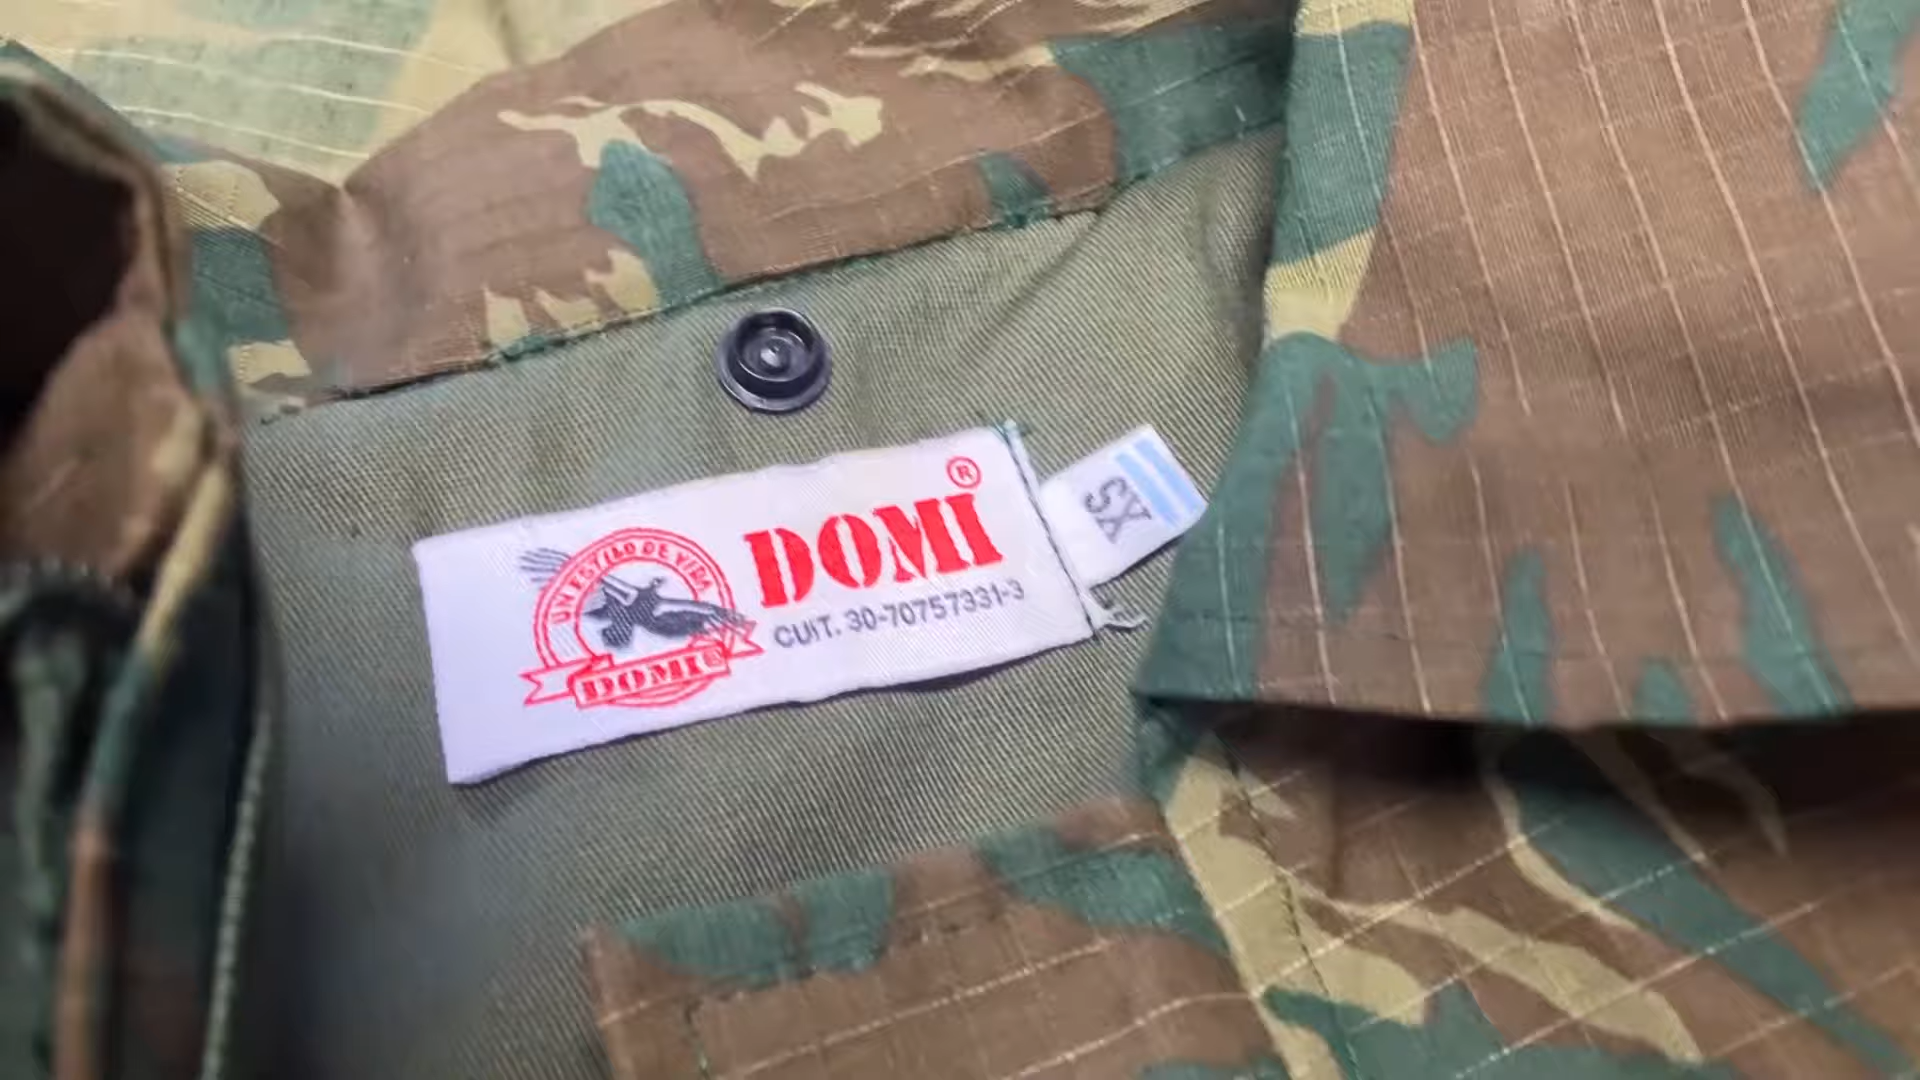 UN ESTILO DE VIDA
DOMI®
DOMI®
CUIT. 30-70757331-3
XS